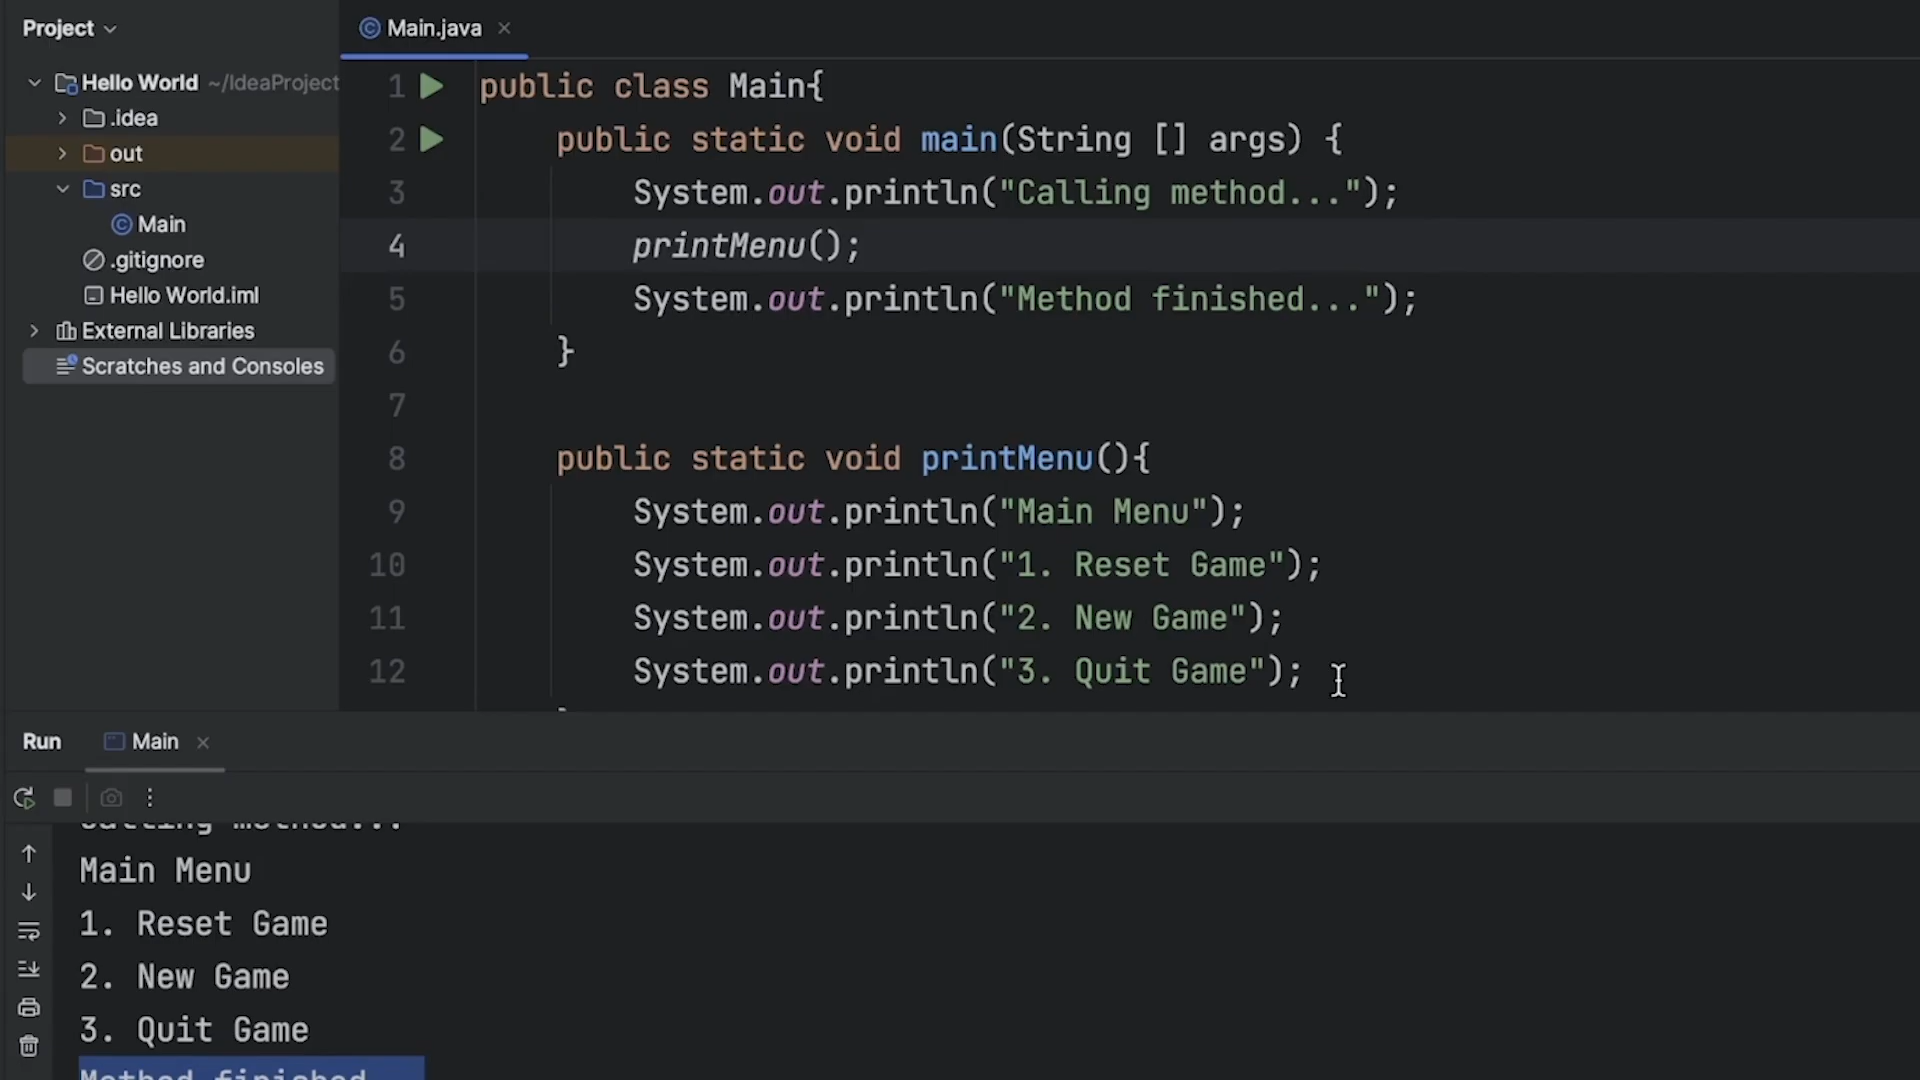 Project
Main.java
Hello World ~/IdeaProject
.idea
out
src
Main
.gitignore
Hello World.iml
External Libraries
Scratches and Consoles
1 public class Main{
2 public static void main(String [] args) {
3 System.out.println("Calling method...");
4 printMenu();
5 System.out.println("Method finished...");
6 }
7
8 public static void printMenu(){
9 System.out.println("Main Menu");
10 System.out.println("1. Reset Game");
11 System.out.println("2. New Game");
12 System.out.println("3. Quit Game");
Run Main
Calling method...
Main Menu
1. Reset Game
2. New Game
3. Quit Game
Method finished...